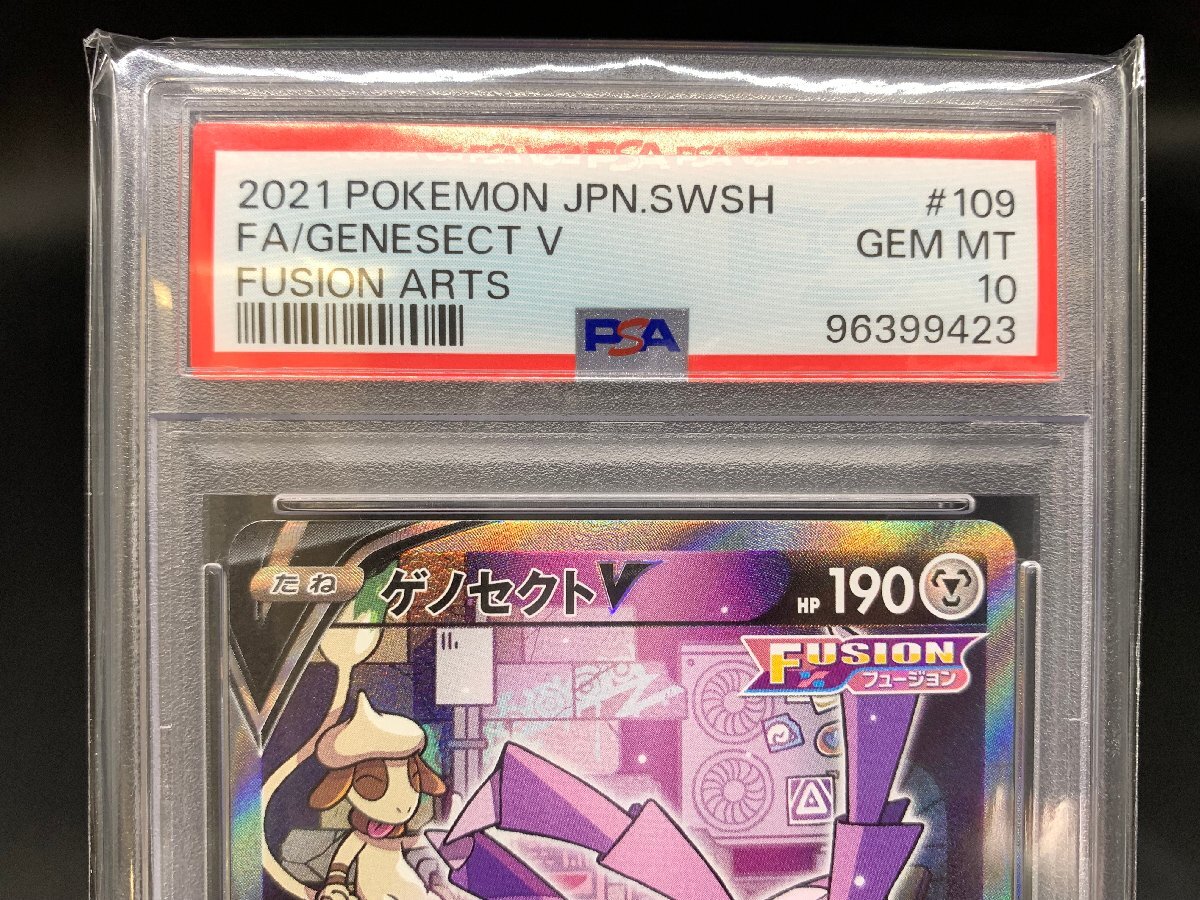 2021 POKEMON JPN.SWSH #109
FA/GENESECT V GEM MT
FUSION ARTS 10
96399423
PSA
たね ゲノセクトV HP 190
FUSION
フュージョン